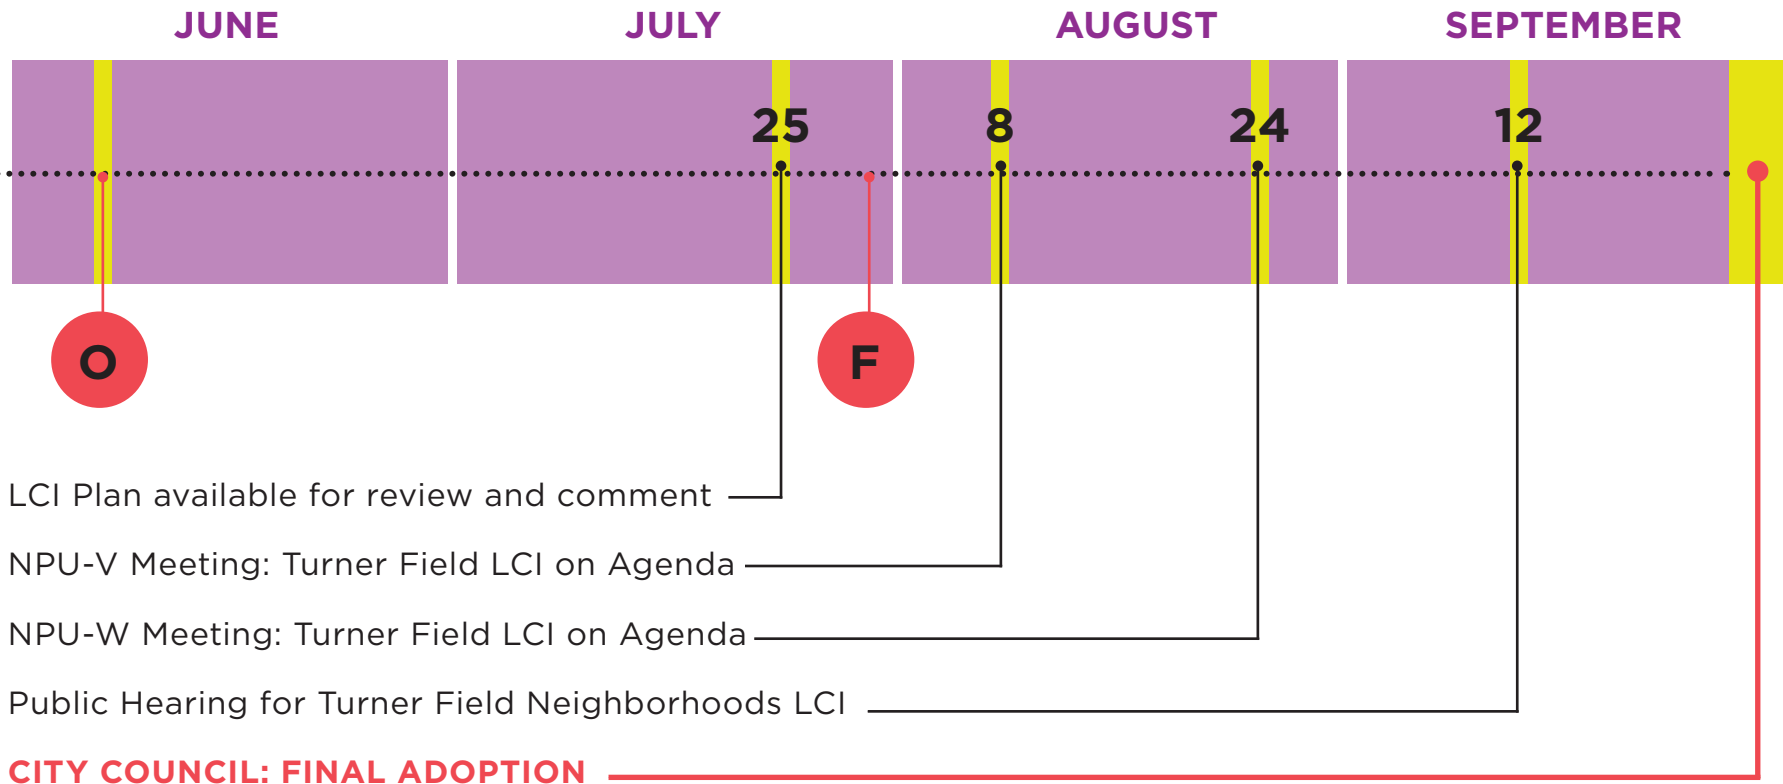 JUNE JULY AUGUST SEPTEMBER
25 8 24 12
O F
LCI Plan available for review and comment
NPU-V Meeting: Turner Field LCI on Agenda
NPU-W Meeting: Turner Field LCI on Agenda
Public Hearing for Turner Field Neighborhoods LCI
CITY COUNCIL: FINAL ADOPTION